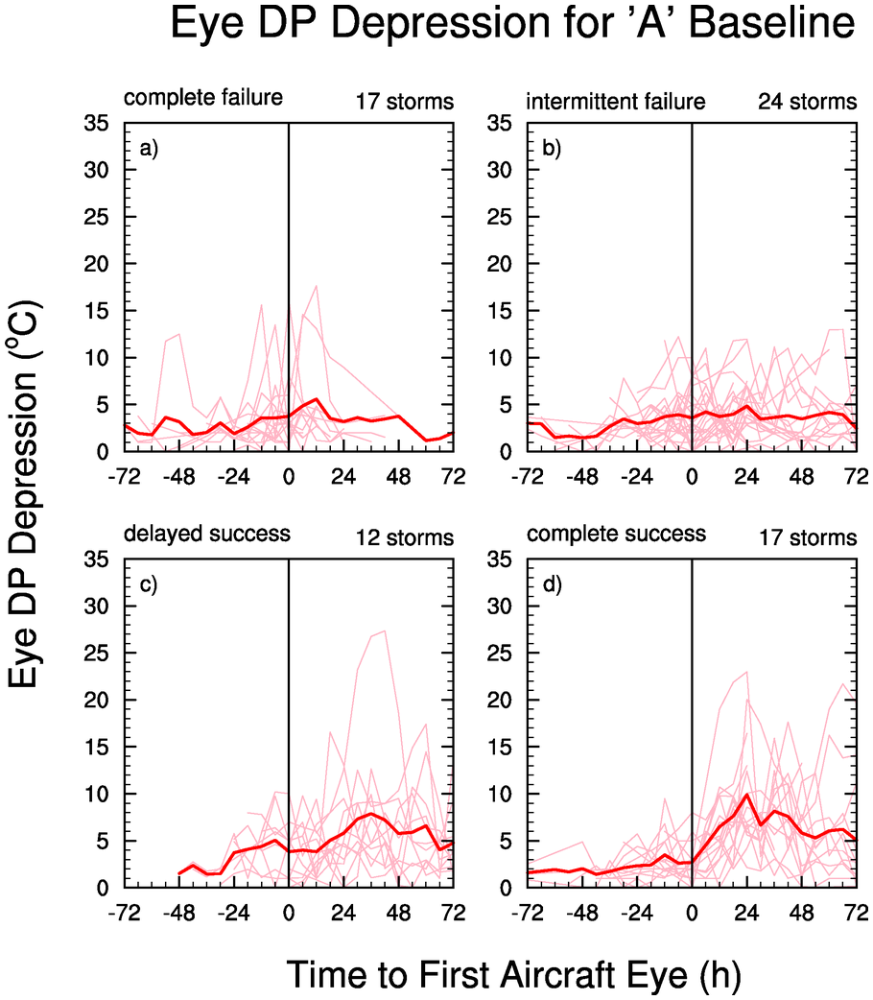 Eye DP Depression for 'A' Baseline
complete failure 17 storms
intermittent failure 24 storms
35
30
25
20
15
10
5
0
a)
-72 -48 -24 0 24 48 72
35
30
25
20
15
10
5
0
b)
-72 -48 -24 0 24 48 72
Eye DP Depression (°C)
delayed success 12 storms
complete success 17 storms
35
30
25
20
15
10
5
0
c)
-72 -48 -24 0 24 48 72
35
30
25
20
15
10
5
0
d)
-72 -48 -24 0 24 48 72
Time to First Aircraft Eye (h)